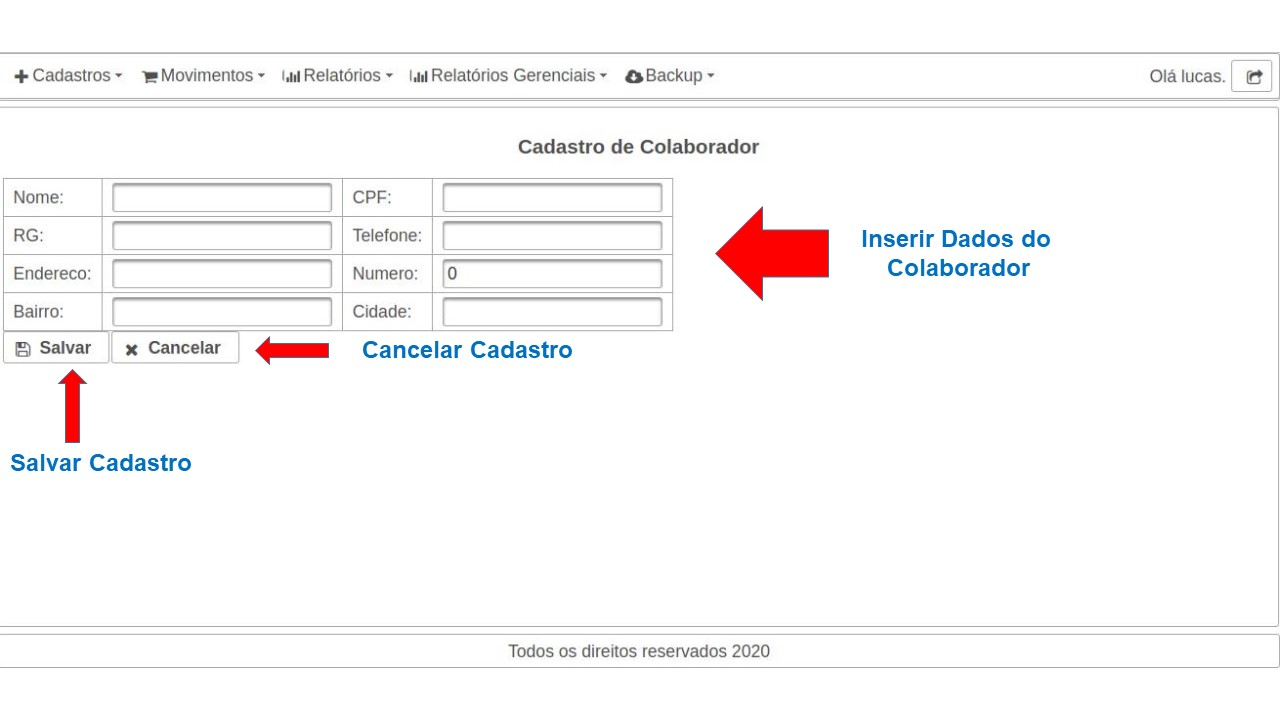 Cadastros Movimentos Relatórios Relatórios Gerenciais Backup Olá lucas.
Cadastro de Colaborador
Nome: CPF:
RG: Telefone:
Endereco: Numero: 0
Bairro: Cidade:
Inserir Dados do
Colaborador
Salvar Cancelar
Cancelar Cadastro
Salvar Cadastro
Todos os direitos reservados 2020